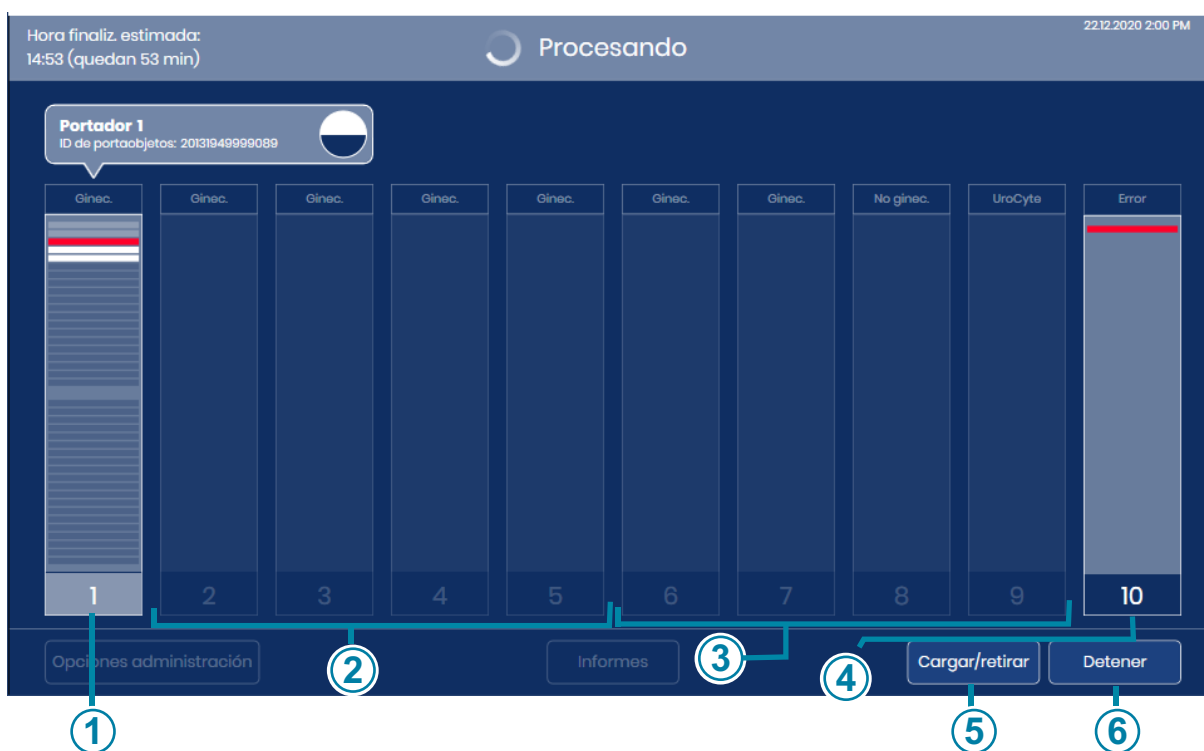 Hora finaliz. estimada:
14:53 (quedan 53 min)
Procesando
22.12.2020 2:00 PM
Portador 1
ID de portaobjetos: 20131949999089
Ginec.
Ginec.
Ginec.
Ginec.
Ginec.
Ginec.
Ginec.
No ginec.
UroCyte
Error
1
2
3
4
5
6
7
8
9
10
Opciones administración
Informes
Cargar/retirar
Detener
1
2
3
4
5
6